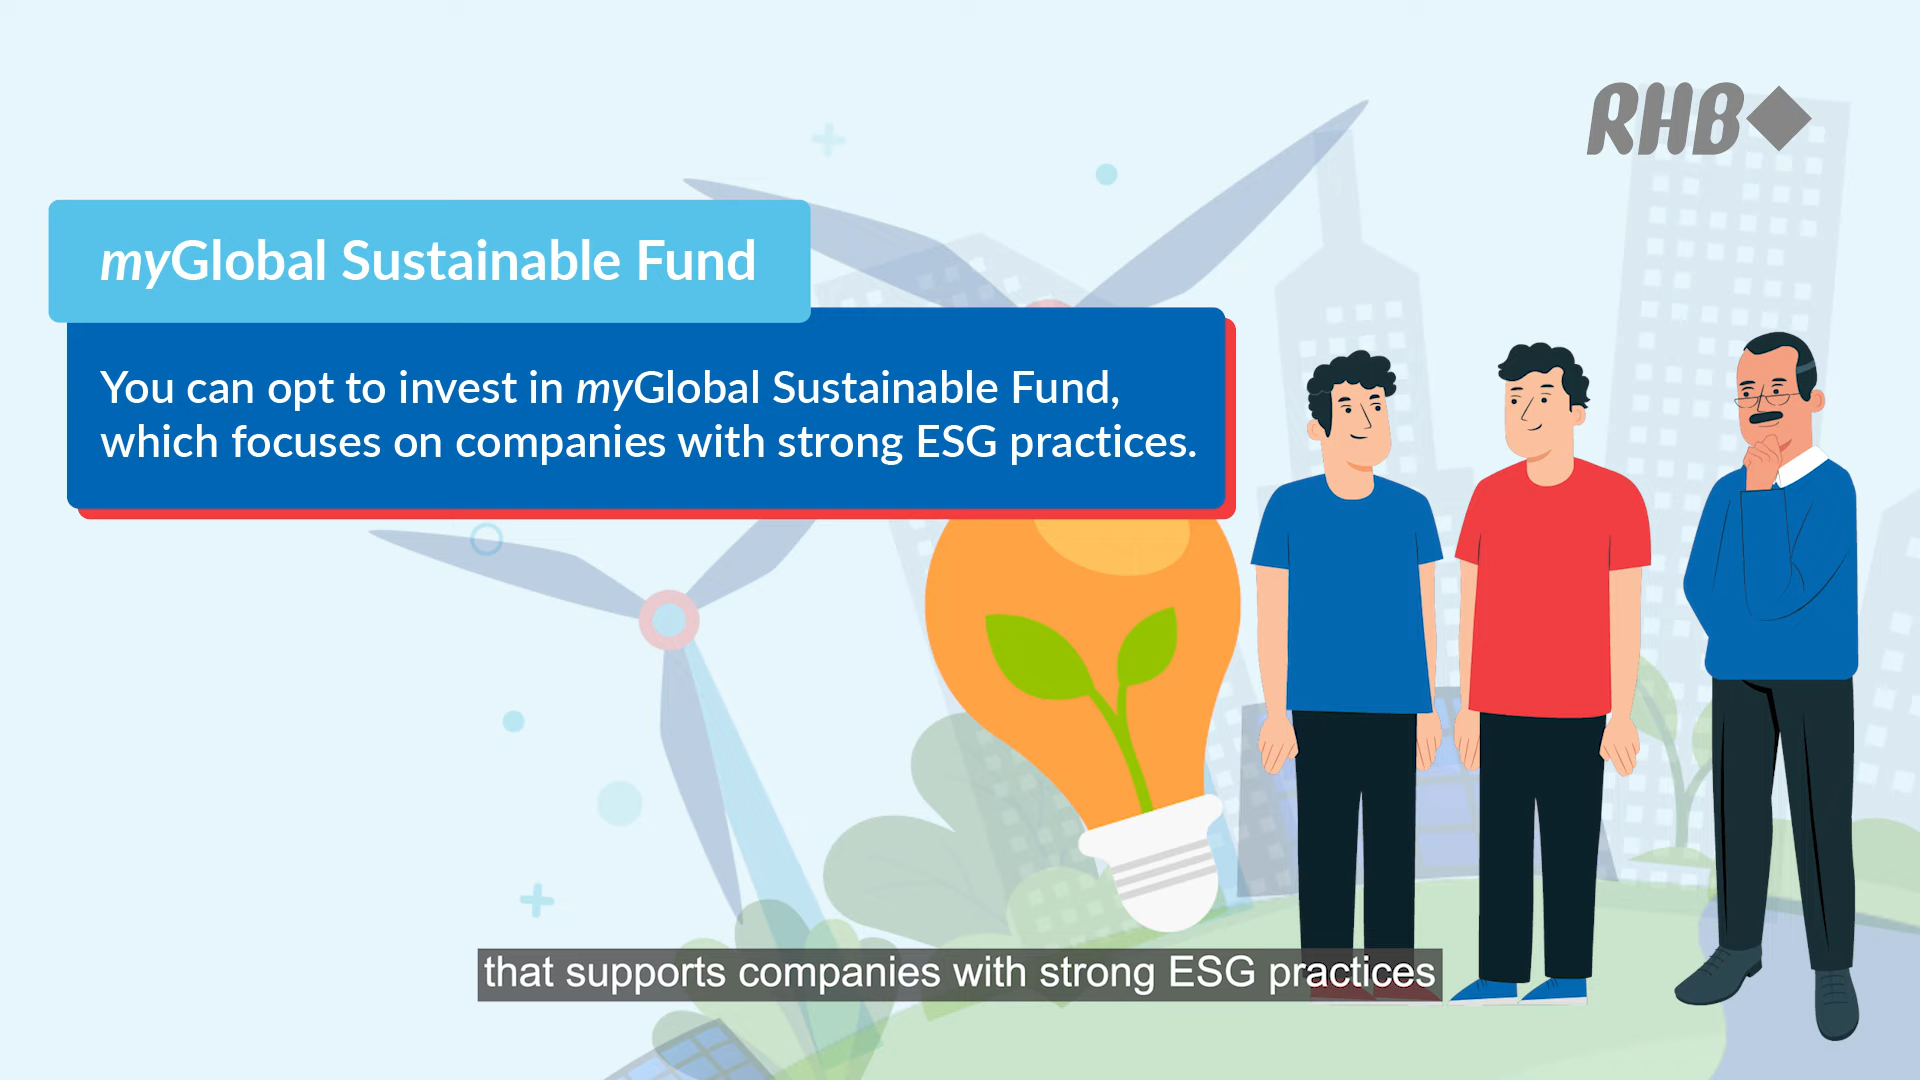 RHB
myGlobal Sustainable Fund
You can opt to invest in myGlobal Sustainable Fund,
which focuses on companies with strong ESG practices.
that supports companies with strong ESG practices